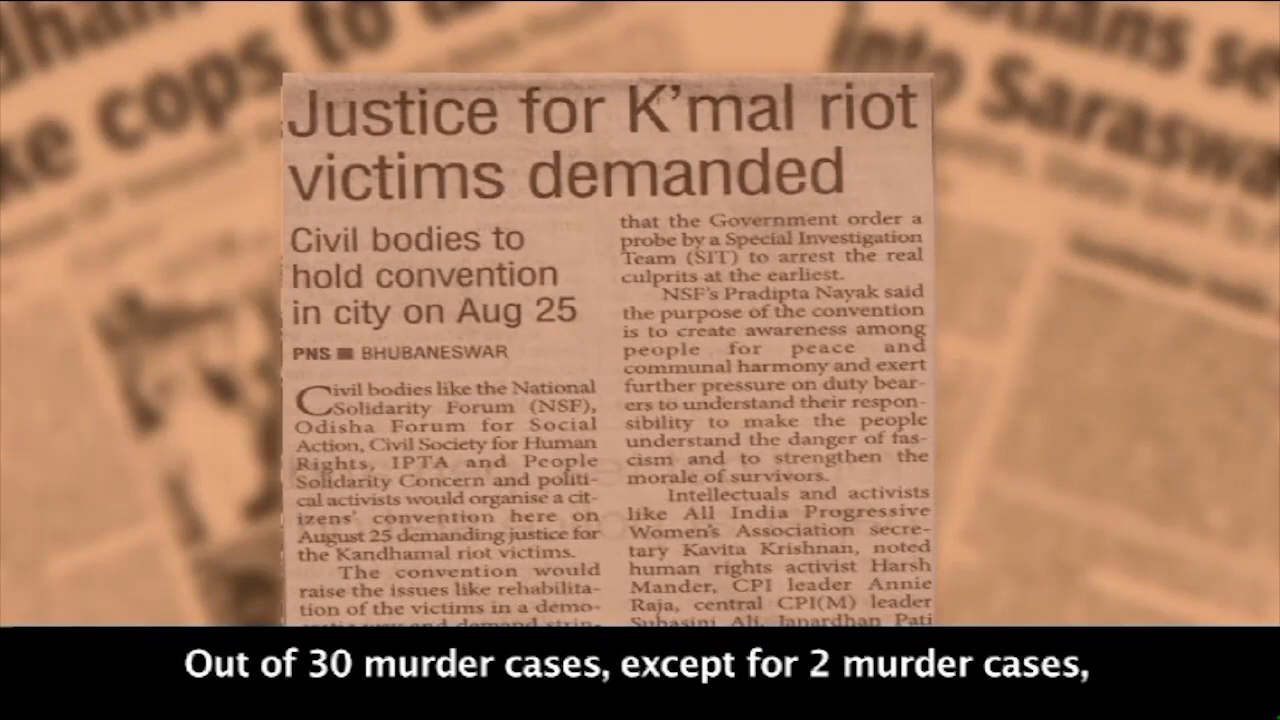 dham
ke cops to
stians se
into Saraswa
Justice for K'mal riot
victims demanded
Civil bodies to
hold convention
in city on Aug 25
PNS ■ BHUBANESWAR
Civil bodies like the National
Solidarity Forum (NSF),
Odisha Forum for Social
Action, Civil Society for Human
Rights, IPTA and People
Solidarity Concern and politi-
cal activists would organise a cit-
izens' convention here on
August 25 demanding justice for
the Kandhamal riot victims.
The convention would
raise the issues like rehabilita-
tion of the victims in a demo-
that the Government order a
probe by a Special Investigation
Team (SIT) to arrest the real
culprits at the earliest.
NSF's Pradipta Nayak said
the purpose of the convention
is to create awareness among
people for peace and
communal harmony and exert
further pressure on duty bear-
ers to understand their respon-
sibility to make the people
understand the danger of fas-
cism and to strengthen the
morale of survivors.
Intellectuals and activists
like All India Progressive
Women's Association secre-
tary Kavita Krishnan, noted
human rights activist Harsh
Mander, CPI leader Annie
Raja, central CPI(M) leader
Subasini Ali, Janardhan Pati
Out of 30 murder cases, except for 2 murder cases,